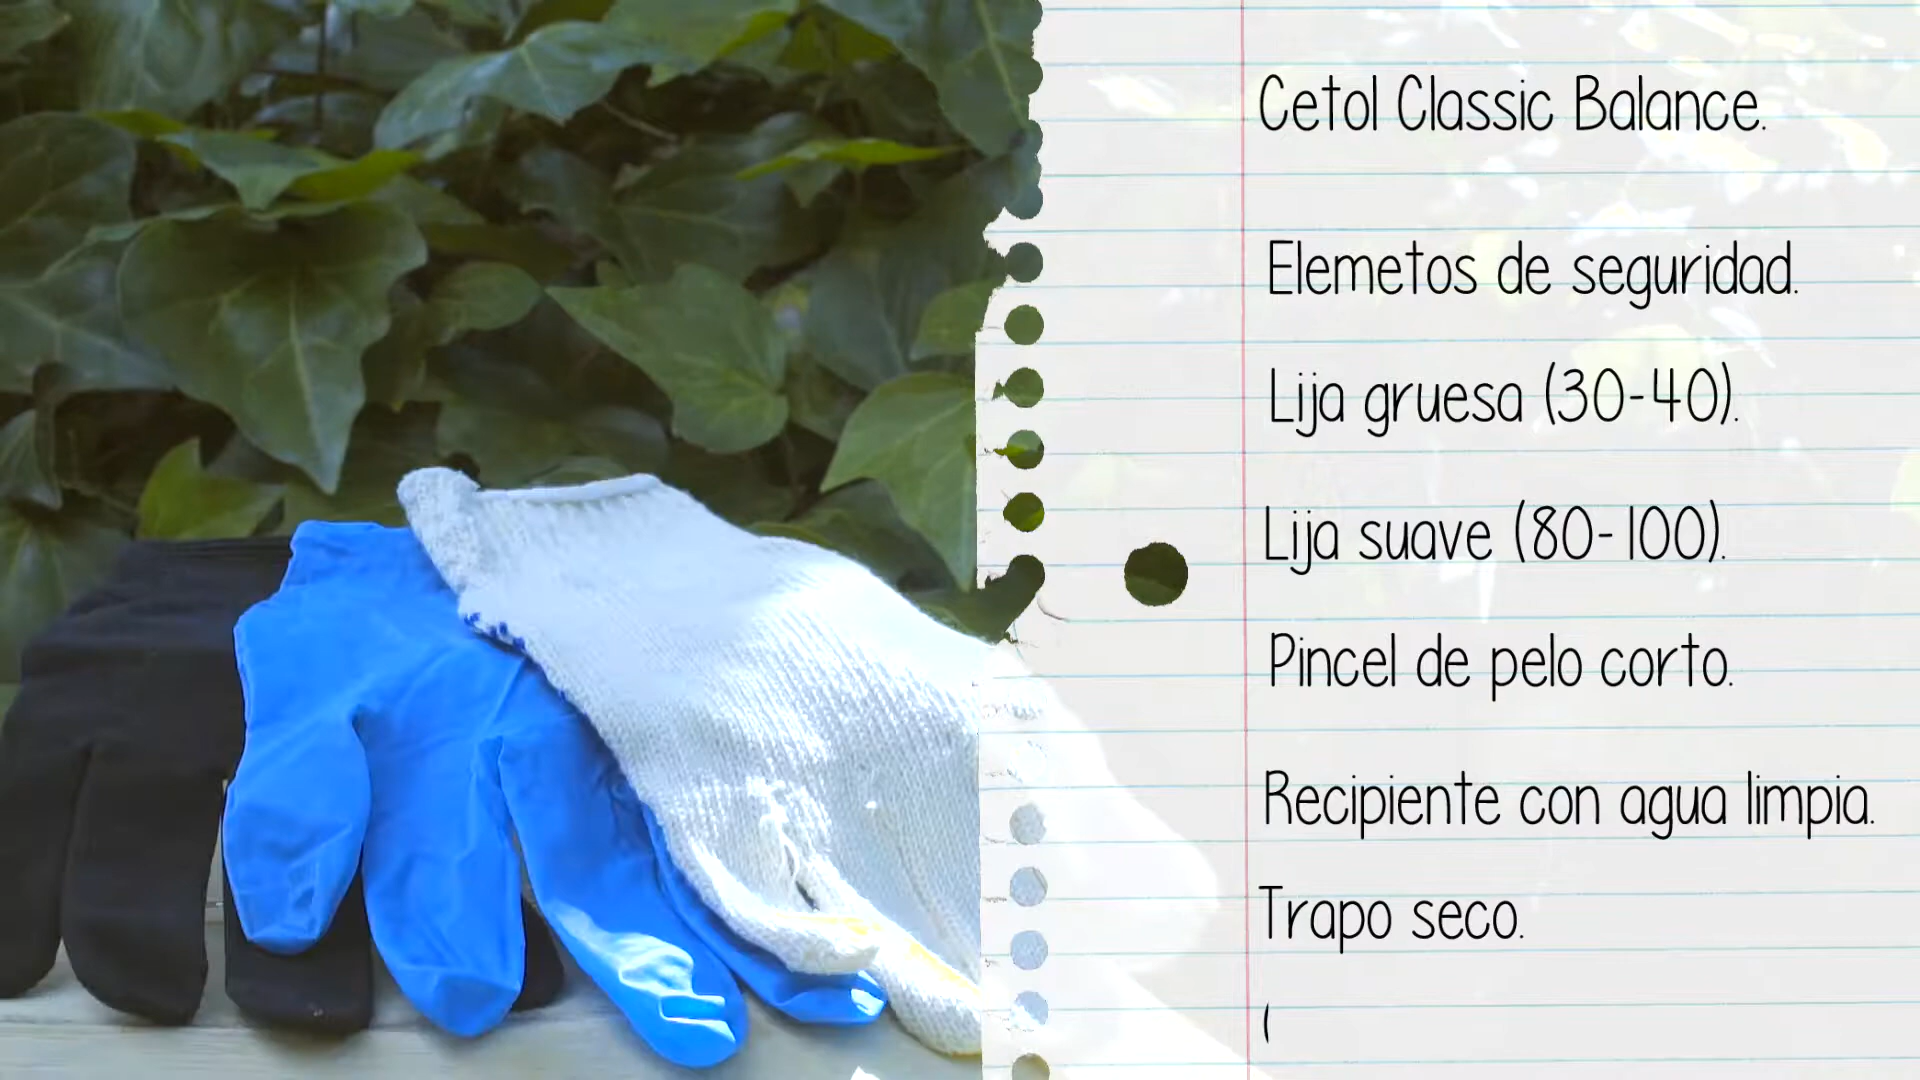 Cetol Classic Balance.
Elemetos de seguridad.
Lija gruesa (30-40).
Lija suave (80-100).
Pincel de pelo corto.
Recipiente con agua limpia.
Trapo seco.